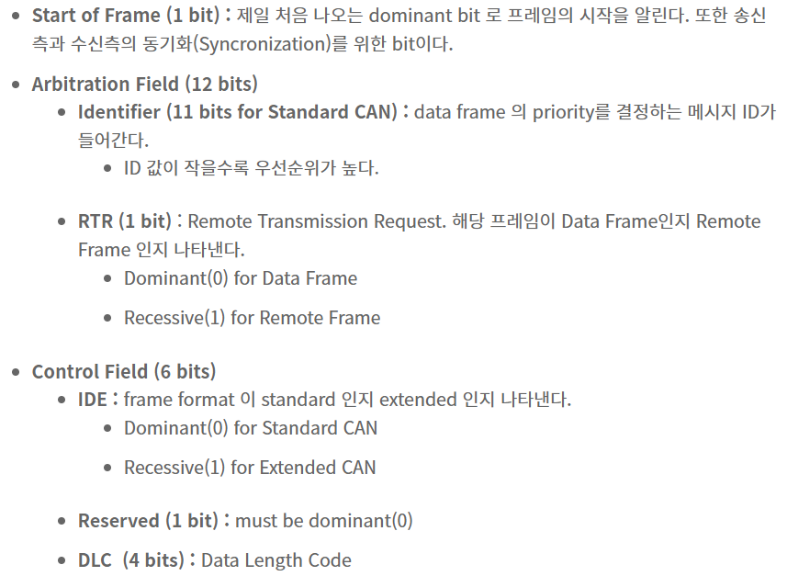 Start of Frame (1 bit) : 제일 처음 나오는 dominant bit 로 프레임의 시작을 알린다. 또한 송신
측과 수신측의 동기화(Syncronization)를 위한 bit이다.
Arbitration Field (12 bits)
Identifier (11 bits for Standard CAN) : data frame 의 priority를 결정하는 메시지 ID가
들어간다.
ID 값이 작을수록 우선순위가 높다.
RTR (1 bit) : Remote Transmission Request. 해당 프레임이 Data Frame인지 Remote
Frame 인지 나타낸다.
Dominant(0) for Data Frame
Recessive(1) for Remote Frame
Control Field (6 bits)
IDE : frame format 이 standard 인지 extended 인지 나타낸다.
Dominant(0) for Standard CAN
Recessive(1) for Extended CAN
Reserved (1 bit) : must be dominant(0)
DLC (4 bits) : Data Length Code